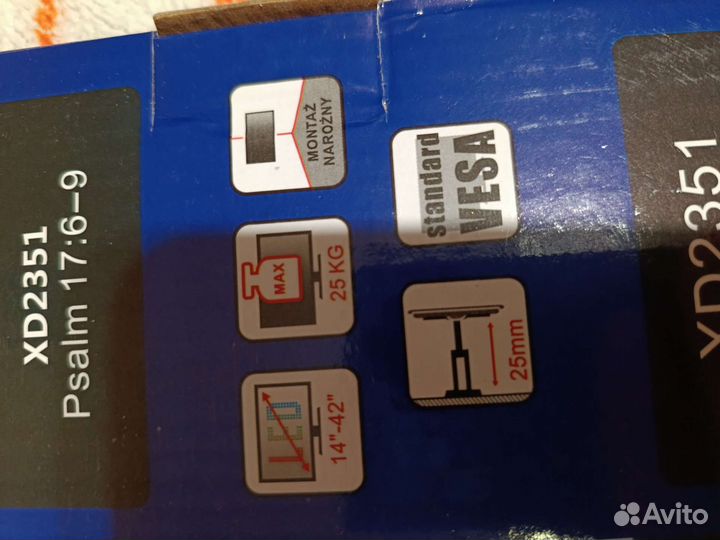 XD2351
Psalm 17:6-9
MONTAŻ
NAROŻNY
MAX
25 KG
LED
14"-42"
standard
VESA
25mm
XD2351
Avito